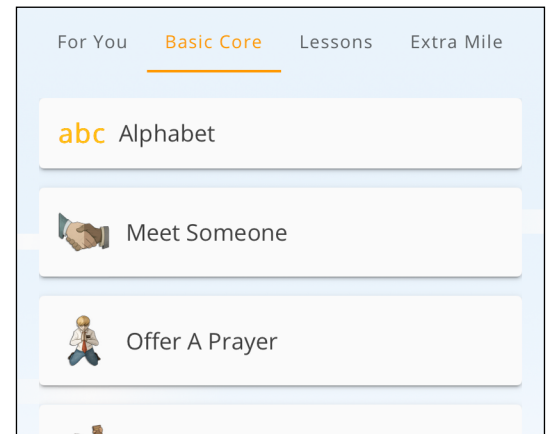 For You Basic Core Lessons Extra Mile
abc Alphabet
Meet Someone
Offer A Prayer